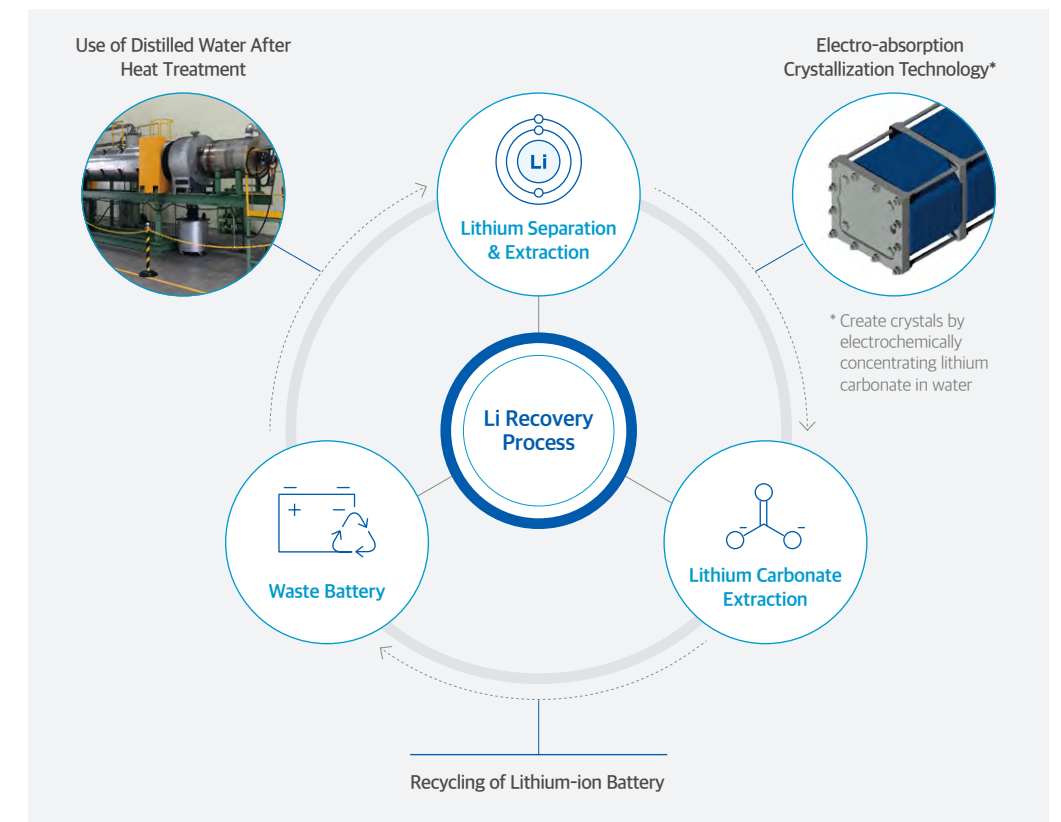 Use of Distilled Water After
Heat Treatment
Electro-absorption
Crystallization Technology*
Li
Lithium Separation
& Extraction
* Create crystals by
electrochemically
concentrating lithium
carbonate in water
Li Recovery
Process
Waste Battery
Lithium Carbonate
Extraction
Recycling of Lithium-ion Battery